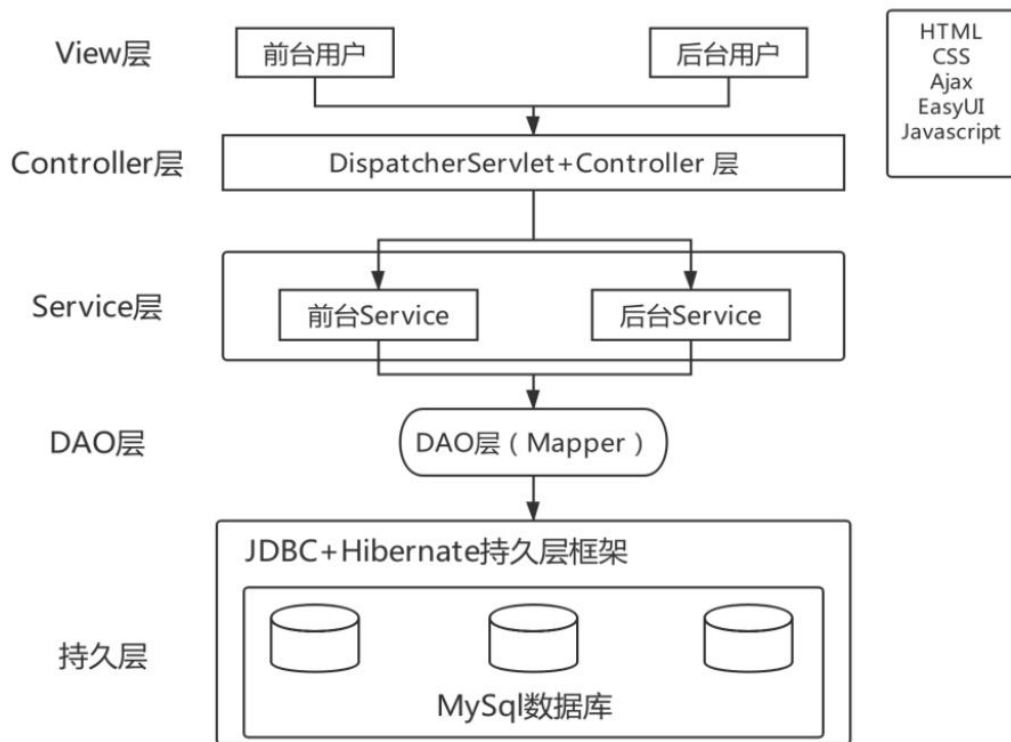 View层
前台用户
后台用户
HTML
CSS
Ajax
EasyUI
Javascript
Controller层
DispatcherServlet+Controller 层
Service层
前台Service
后台Service
DAO层
DAO层（Mapper）
JDBC+Hibernate持久层框架
持久层
MySql数据库